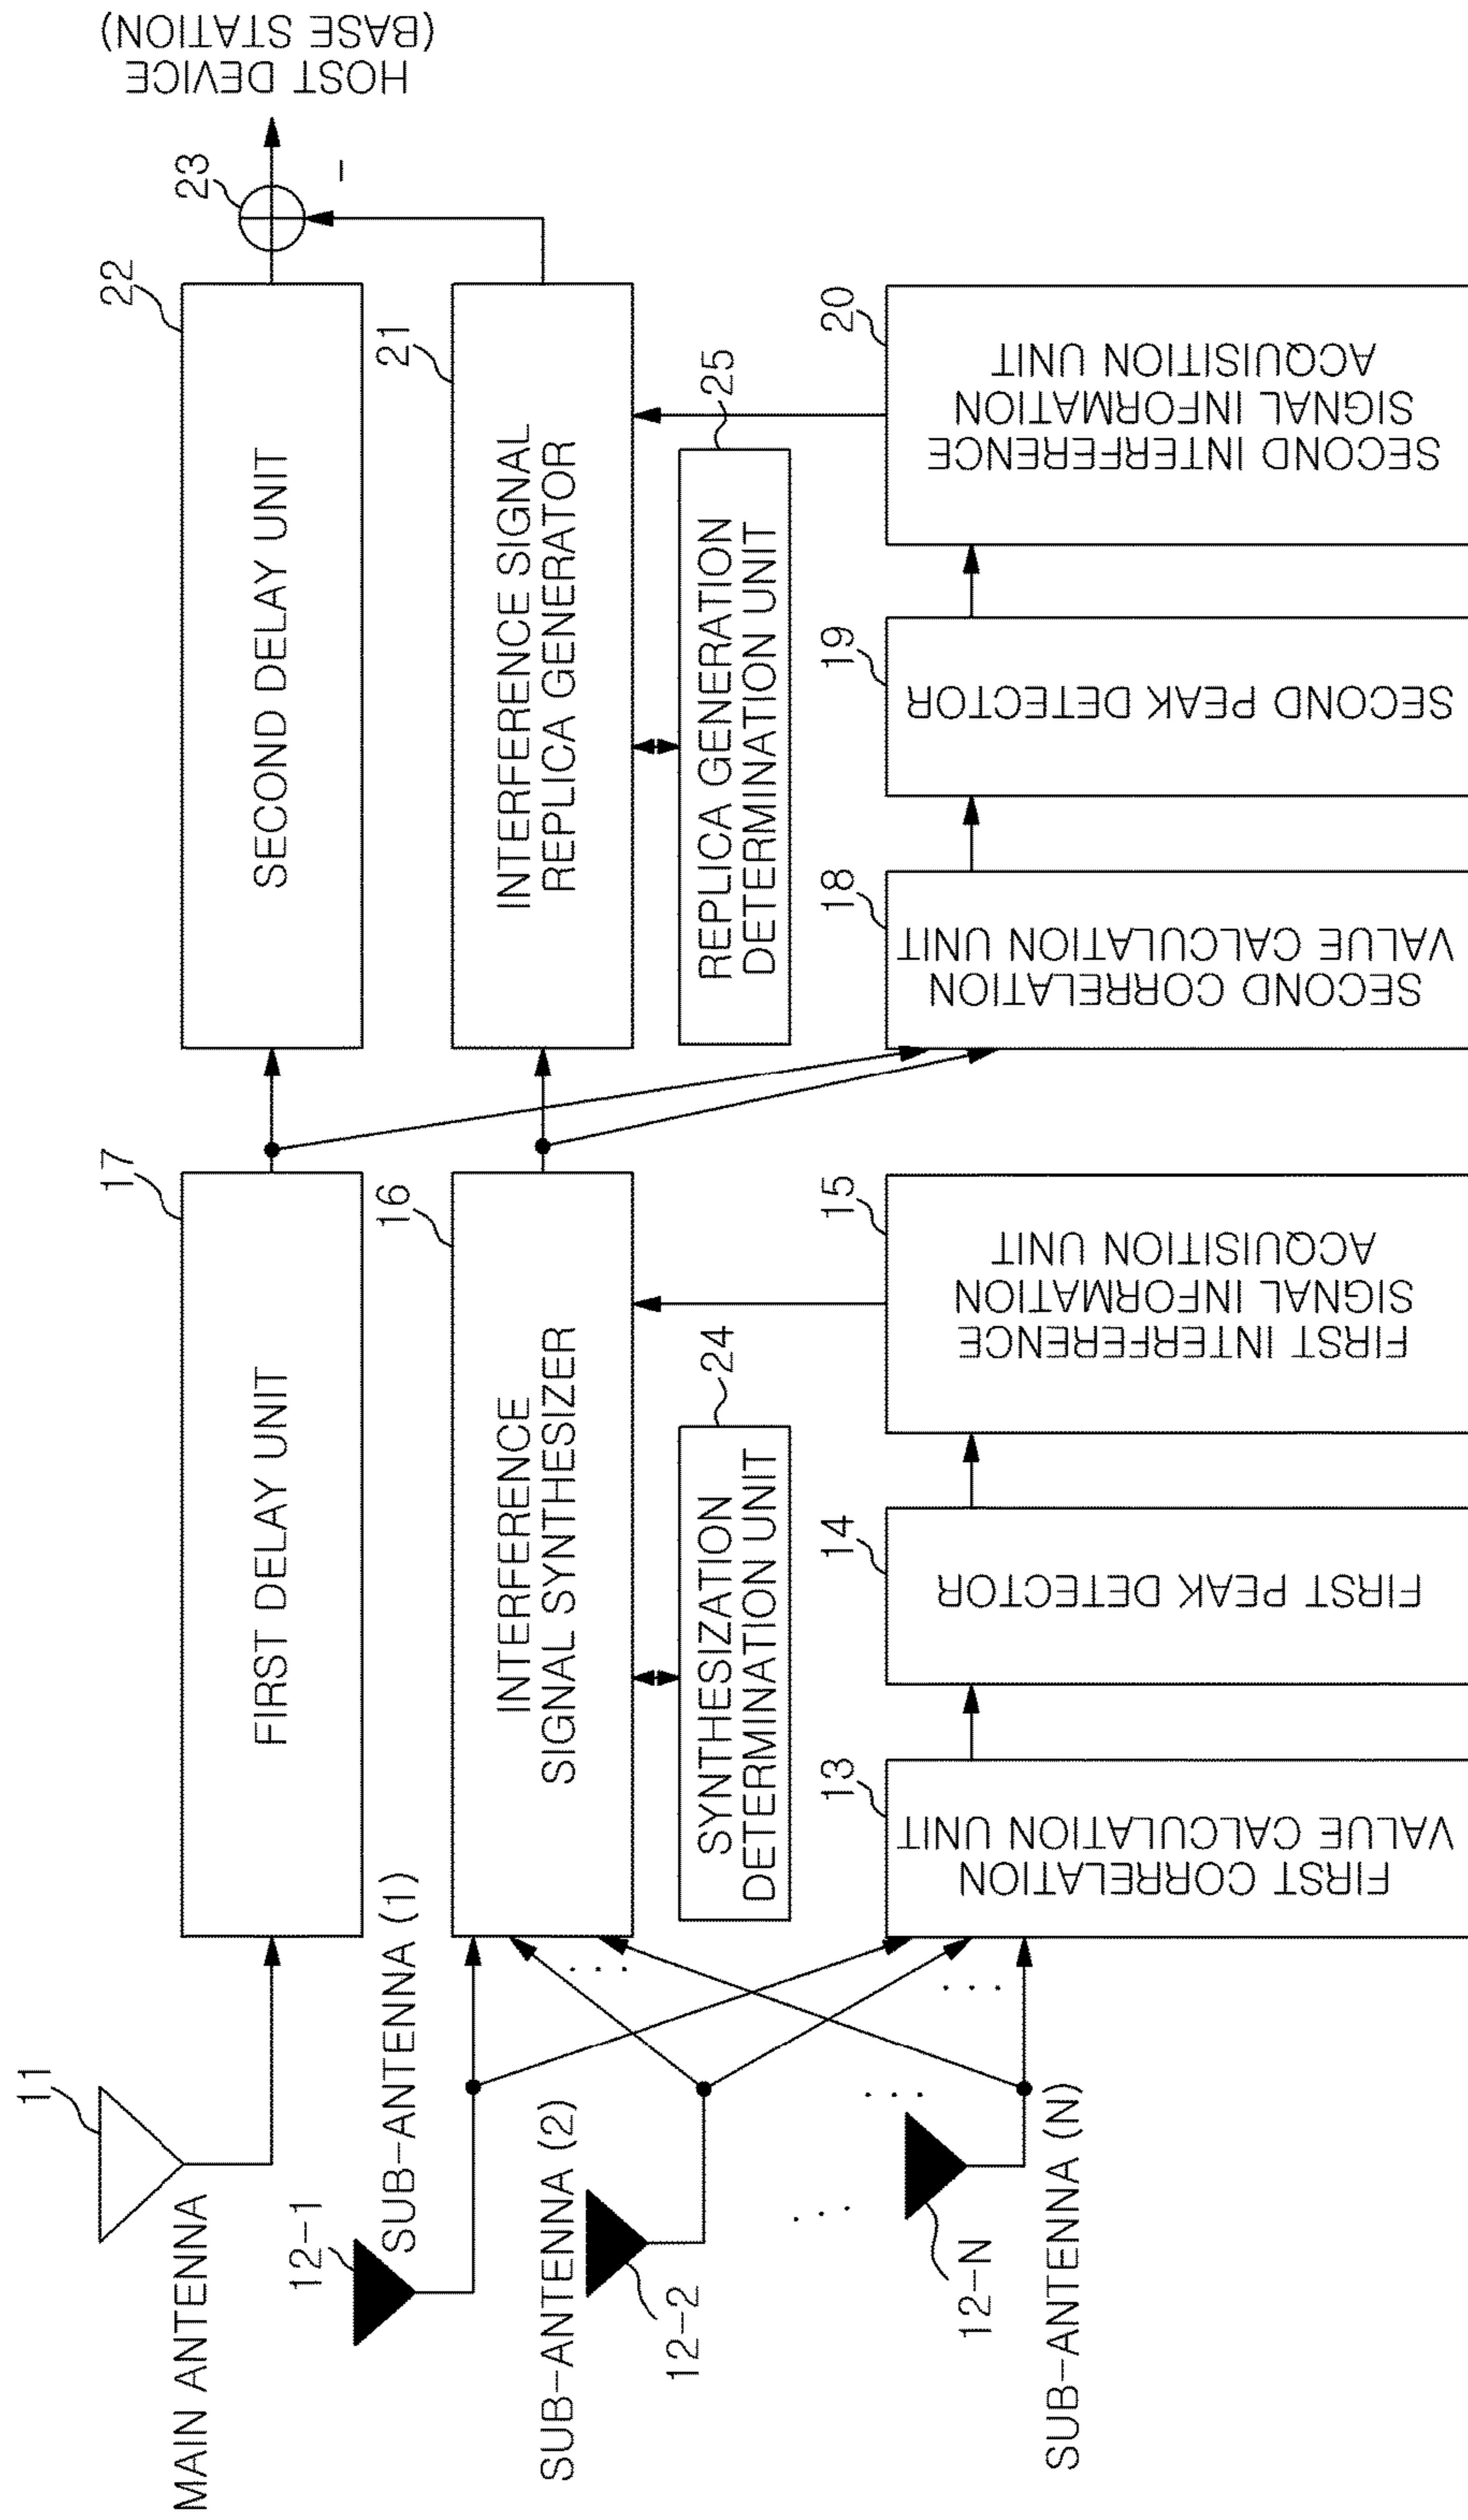 11
MAIN ANTENNA
17
FIRST DELAY UNIT
22
SECOND DELAY UNIT
23
HOST DEVICE
(BASE STATION)
−
12-1
SUB-ANTENNA (1)
16
INTERFERENCE
SIGNAL SYNTHESIZER
21
INTERFERENCE SIGNAL
REPLICA GENERATOR
SUB-ANTENNA (2)
12-2
. . .
SYNTHESIZATION
DETERMINATION UNIT
24
REPLICA GENERATION
DETERMINATION UNIT
25
. . .
. . .
. . .
12-N
SUB-ANTENNA (N)
13
FIRST CORRELATION
VALUE CALCULATION UNIT
14
FIRST PEAK DETECTOR
15
FIRST INTERFERENCE
SIGNAL INFORMATION
ACQUISITION UNIT
18
SECOND CORRELATION
VALUE CALCULATION UNIT
19
SECOND PEAK DETECTOR
20
SECOND INTERFERENCE
SIGNAL INFORMATION
ACQUISITION UNIT